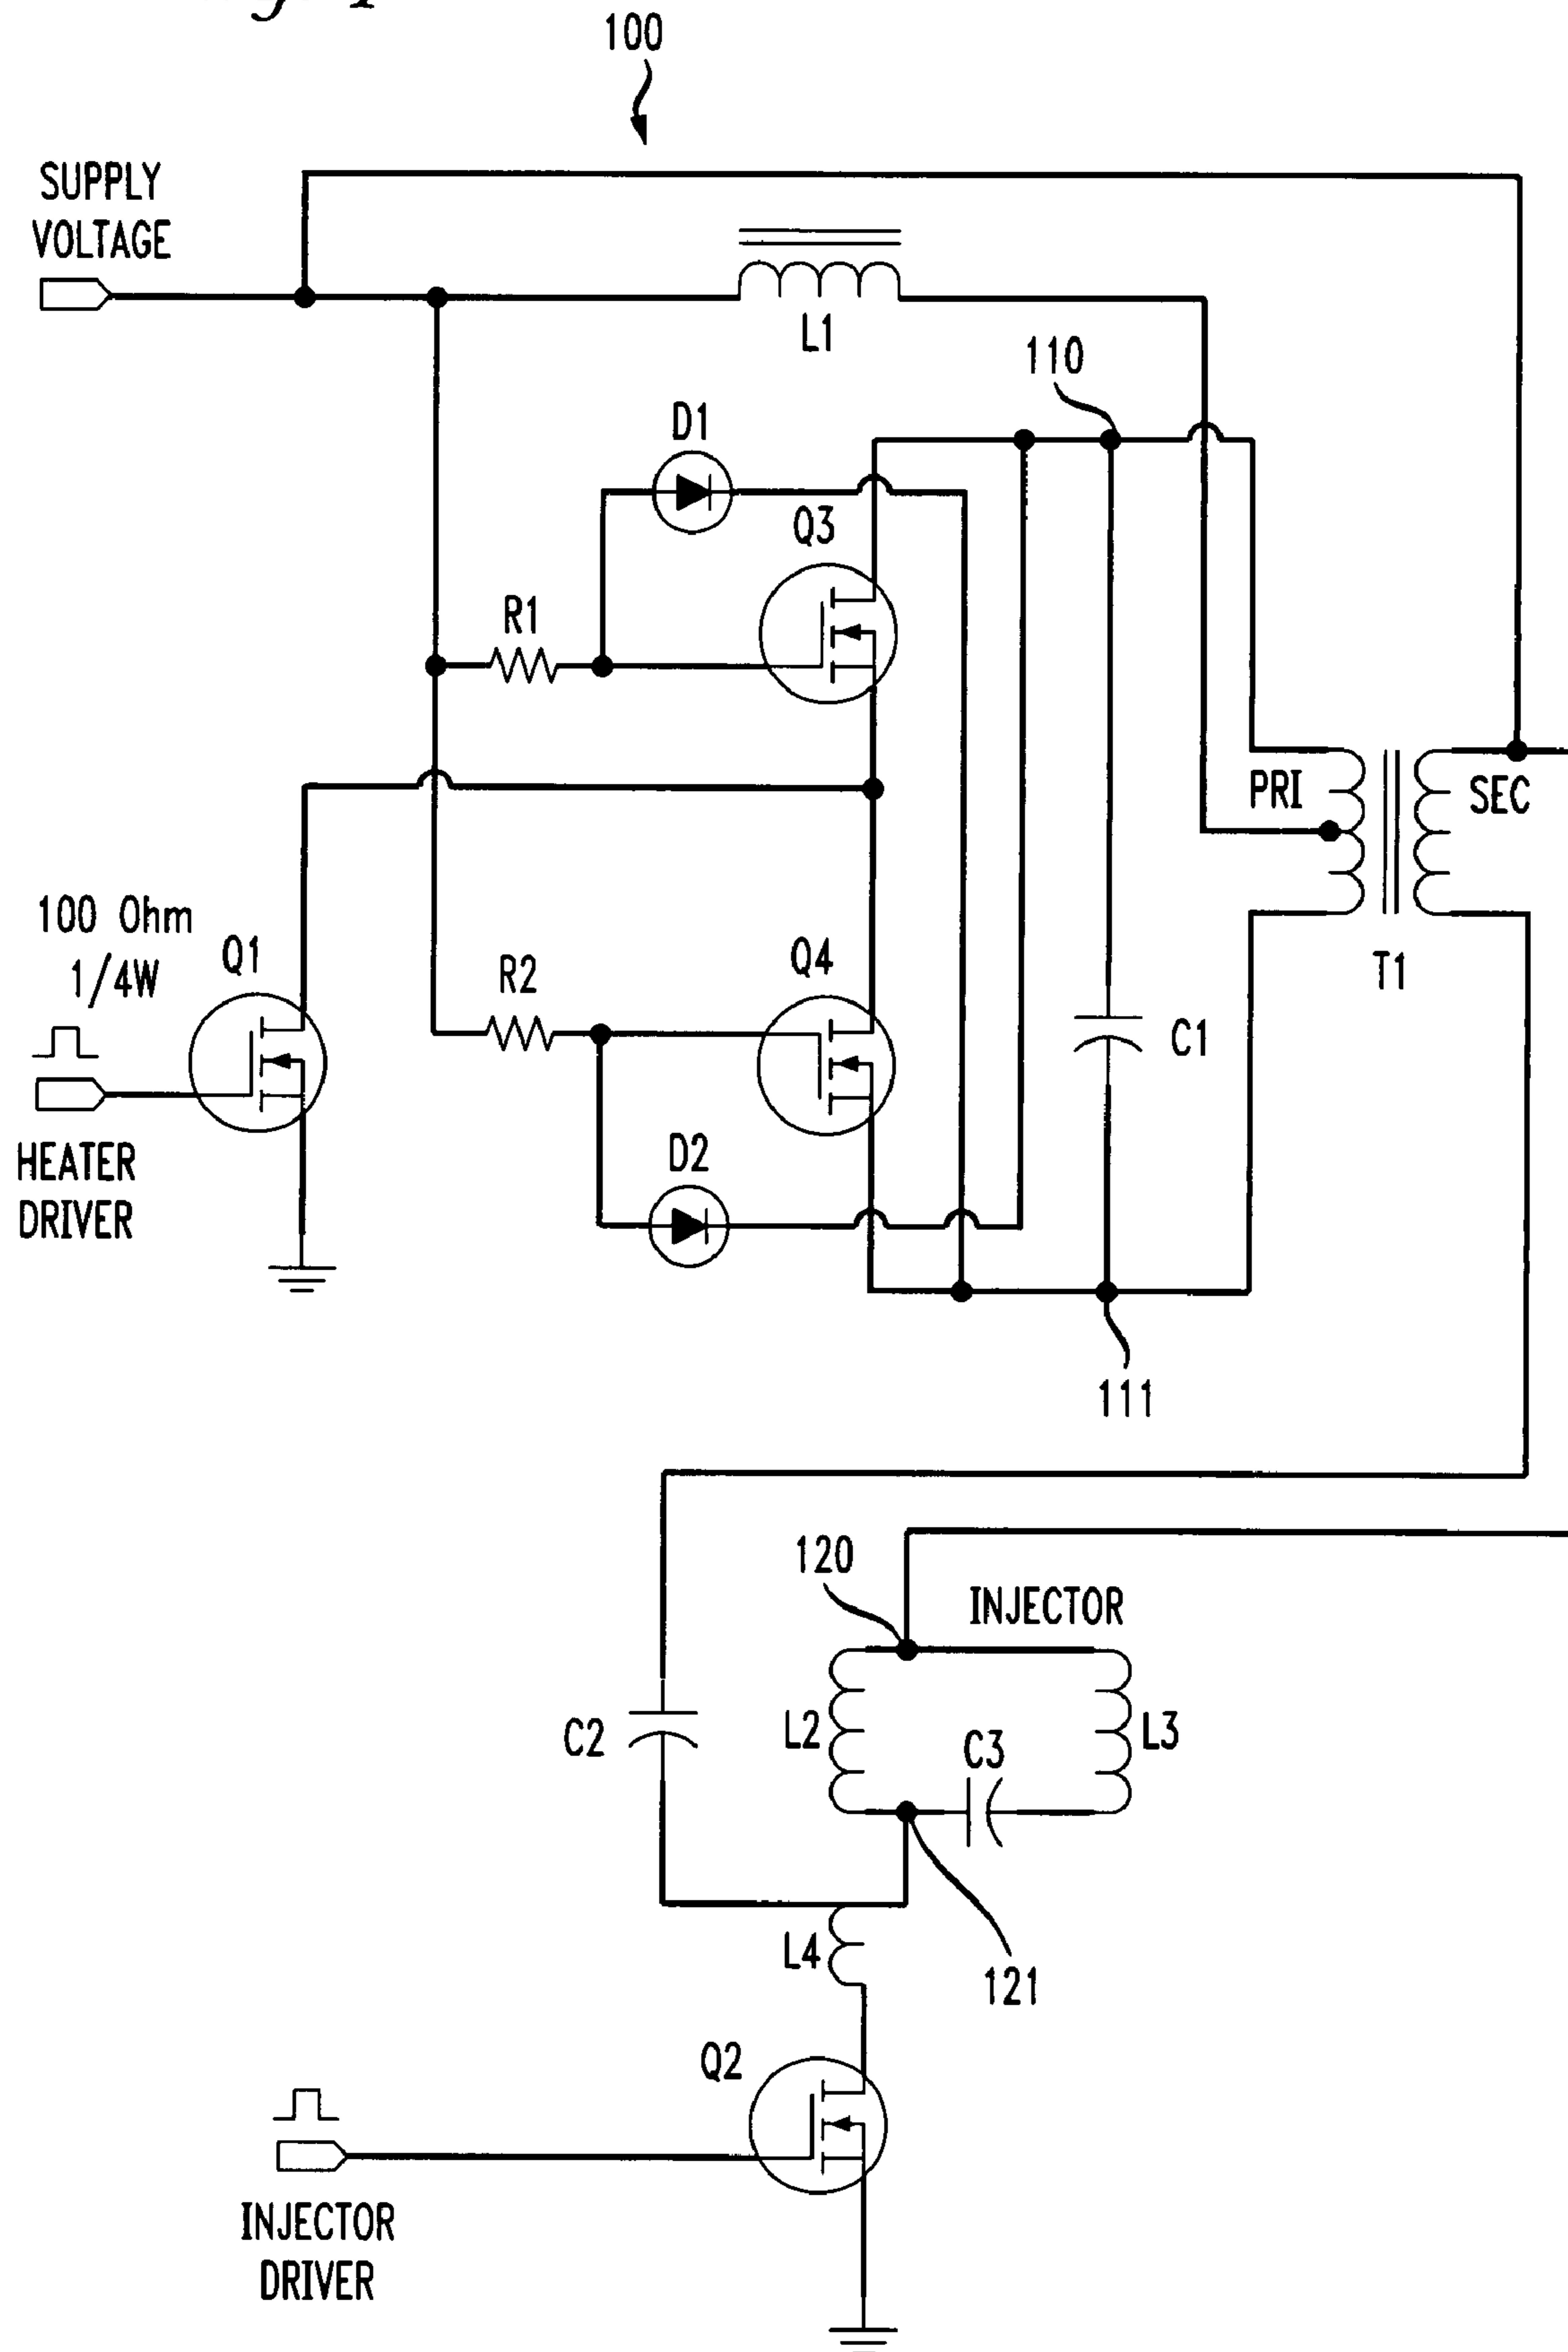 100
SUPPLY
VOLTAGE
L1
110
D1
Q3
R1
PRI
SEC
100 Ohm
1/4W
Q1
R2
Q4
T1
C1
HEATER
DRIVER
D2
111
120
INJECTOR
C2
L2
C3
L3
L4
121
Q2
INJECTOR
DRIVER